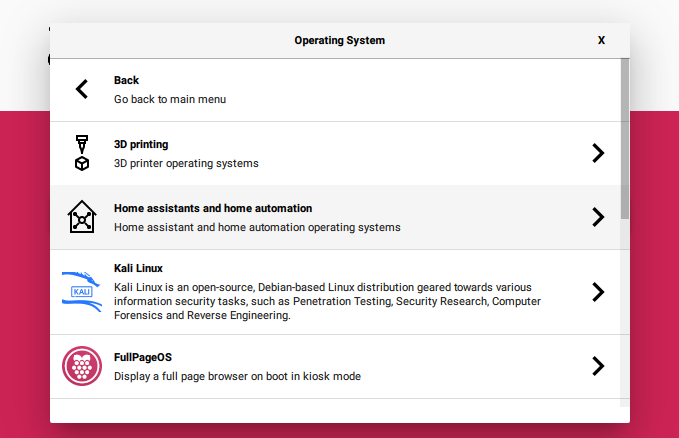 Operating System
X
Back
Go back to main menu
3D printing
3D printer operating systems
Home assistants and home automation
Home assistant and home automation operating systems
Kali Linux
KALI
Kali Linux is an open-source, Debian-based Linux distribution geared towards various
information security tasks, such as Penetration Testing, Security Research, Computer
Forensics and Reverse Engineering.
FullPageOS
Display a full page browser on boot in kiosk mode